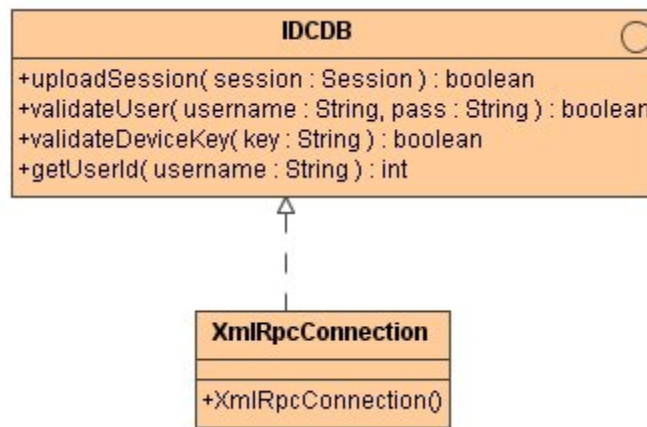 IDCDB
+uploadSession( session : Session ) : boolean
+validateUser( username : String, pass : String ) : boolean
+validateDeviceKey( key : String ) : boolean
+getUserId( username : String ) : int
XmlRpcConnection
+XmlRpcConnection()